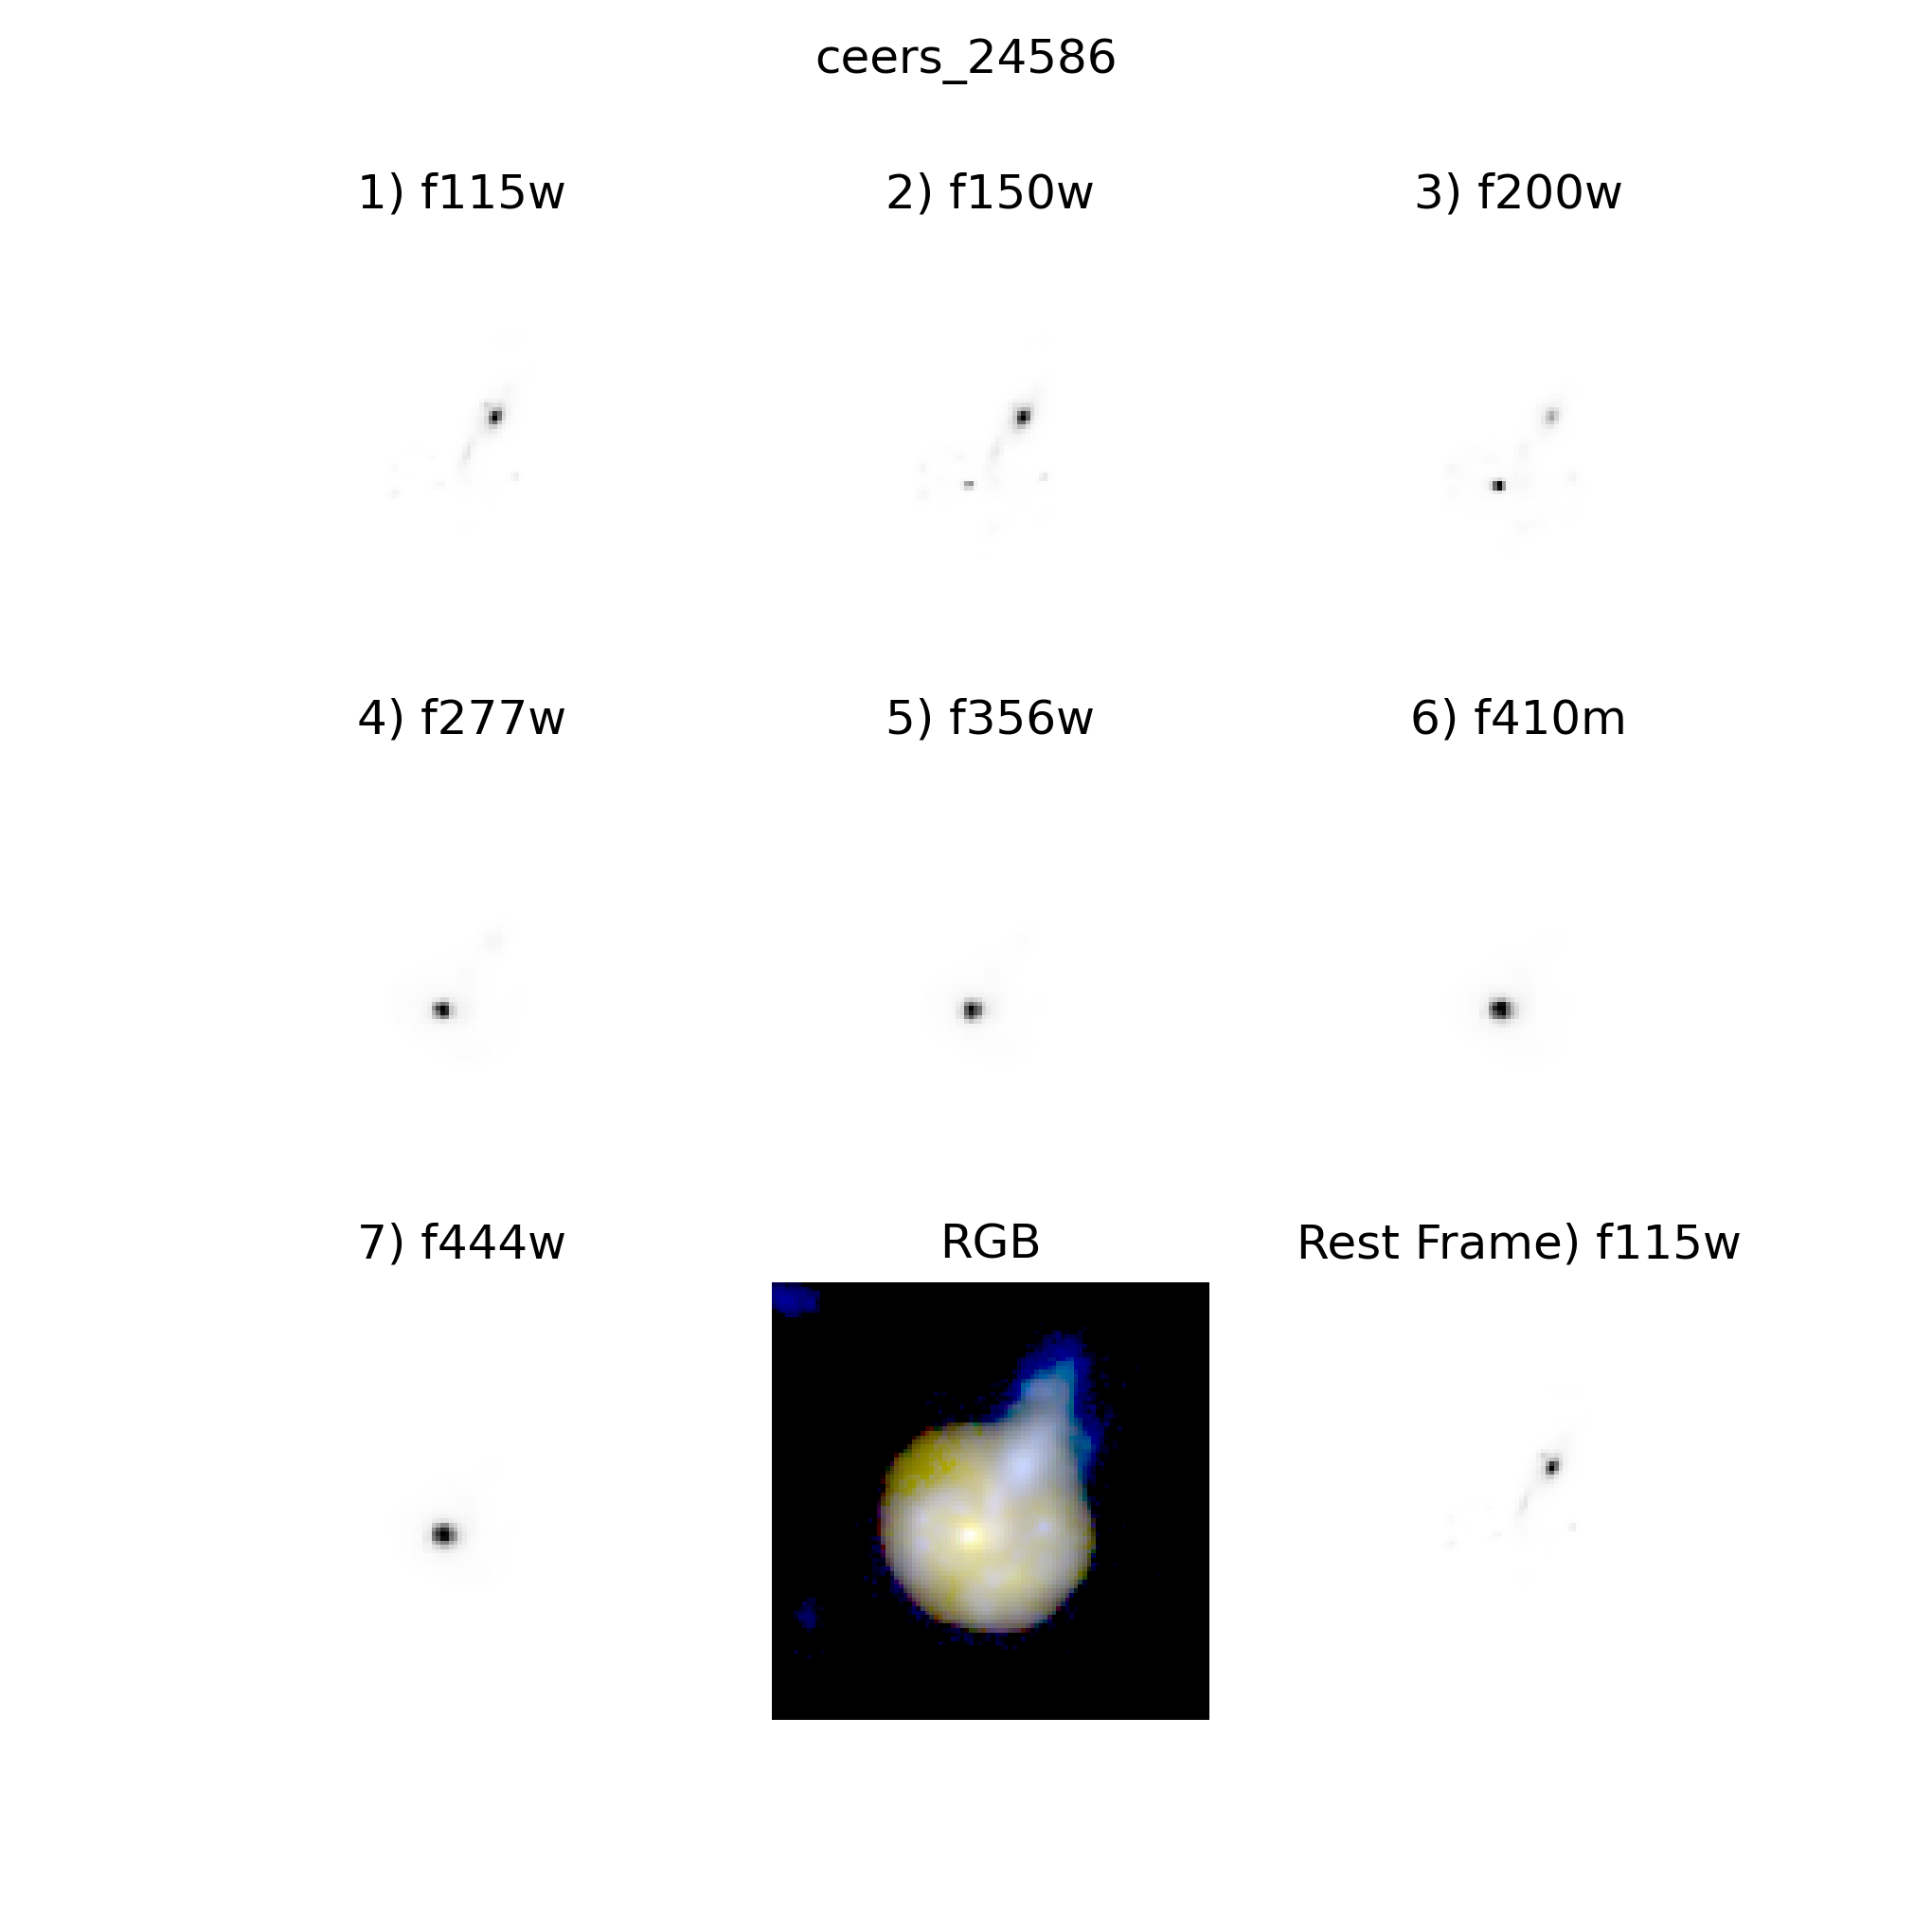 ceers_24586
1) f115w
2) f150w
3) f200w
4) f277w
5) f356w
6) f410m
7) f444w
RGB
Rest Frame) f115w